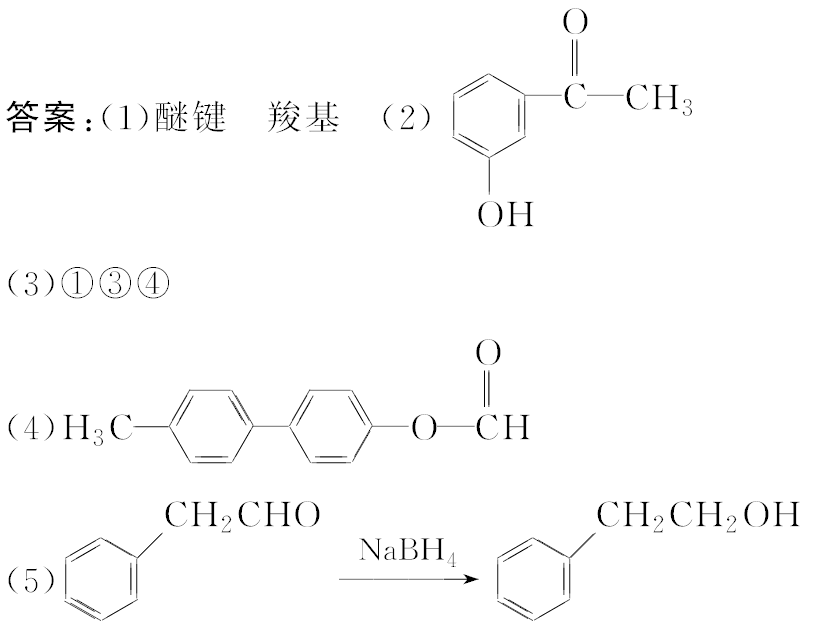 答案:(1)醚键 羧基 (2)
O
C—CH₃
OH
(3)①③④
O
(4)H₃C O—CH
CH₂CHO CH₂CH₂OH
(5) NaBH₄